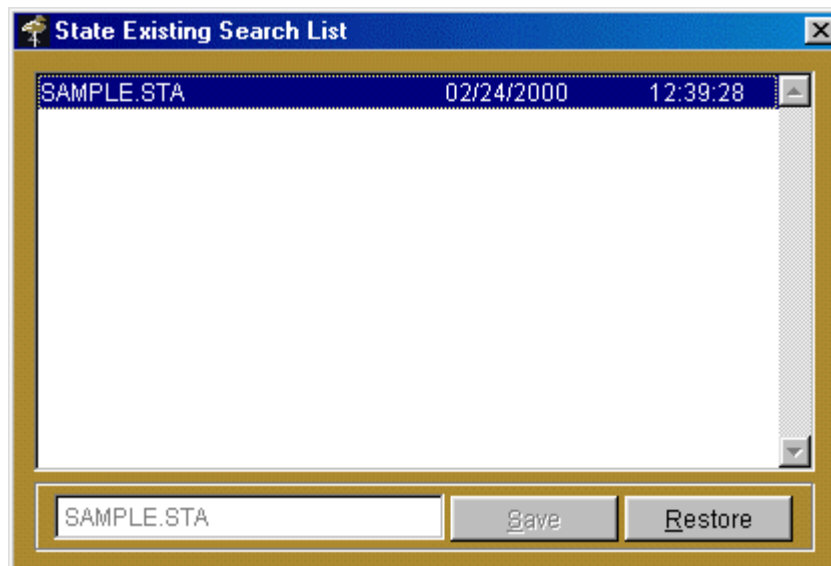 State Existing Search List
SAMPLE.STA 02/24/2000 12:39:28
SAMPLE.STA Save Restore